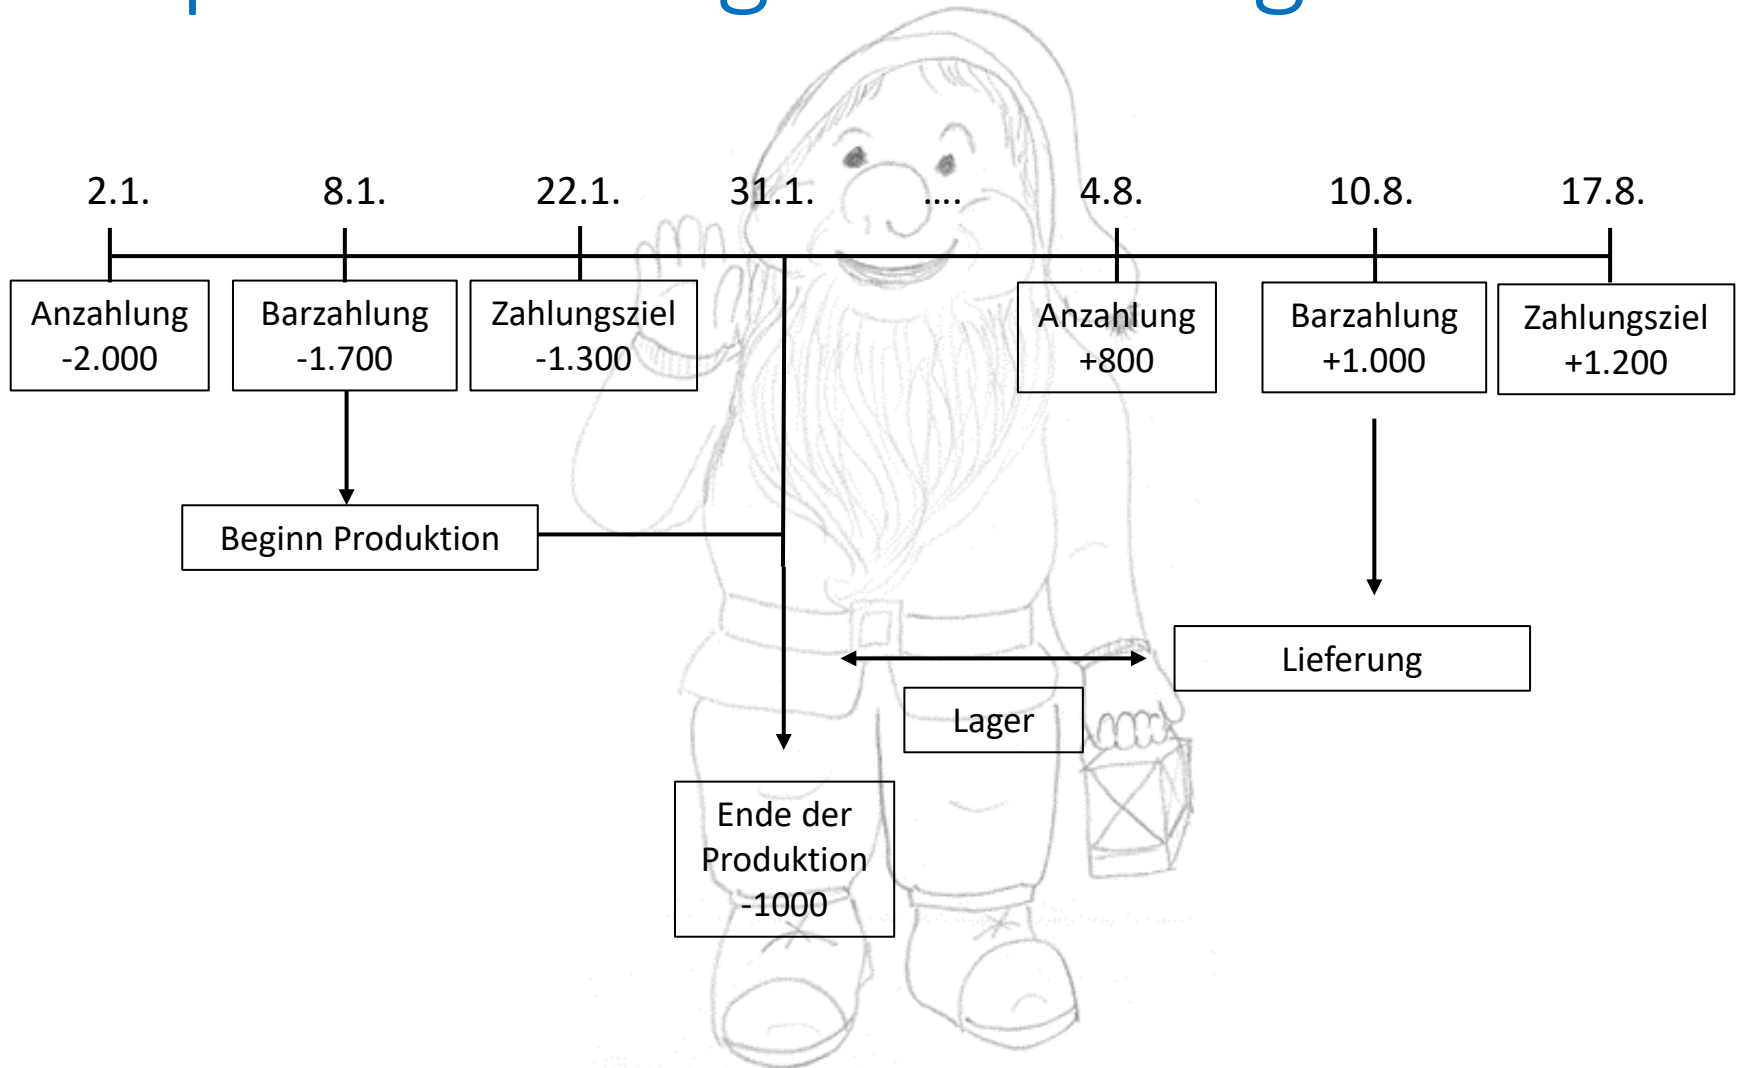 2.1.
8.1.
22.1.
31.1.
....
4.8.
10.8.
17.8.
Anzahlung
-2.000
Barzahlung
-1.700
Zahlungsziel
-1.300
Anzahlung
+800
Barzahlung
+1.000
Zahlungsziel
+1.200
Beginn Produktion
Lieferung
Lager
Ende der
Produktion
-1000